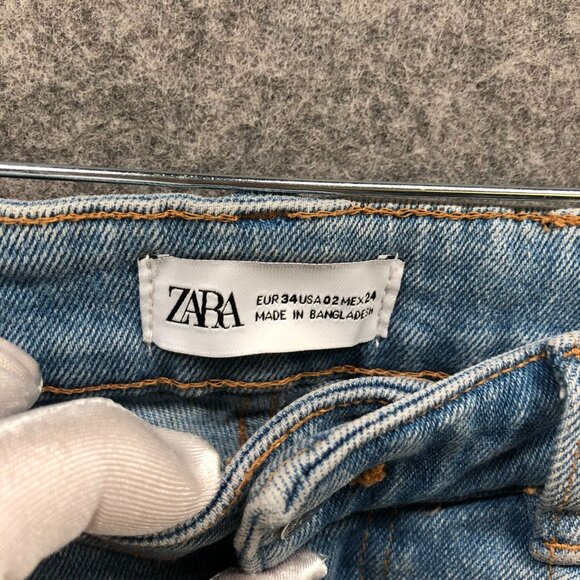 ZARA
EUR 34 USA 02 MEX 24
MADE IN BANGLADESH